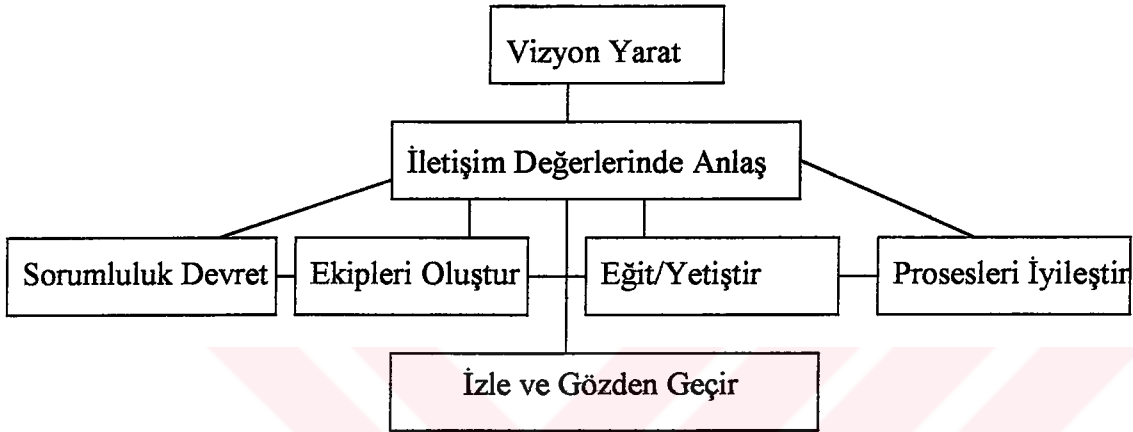 Vizyon Yarat
İletişim Değerlerinde Anlaş
Sorumluluk Devret
Ekipleri Oluştur
Eğit/Yetiştir
Prosesleri İyileştir
İzle ve Gözden Geçir